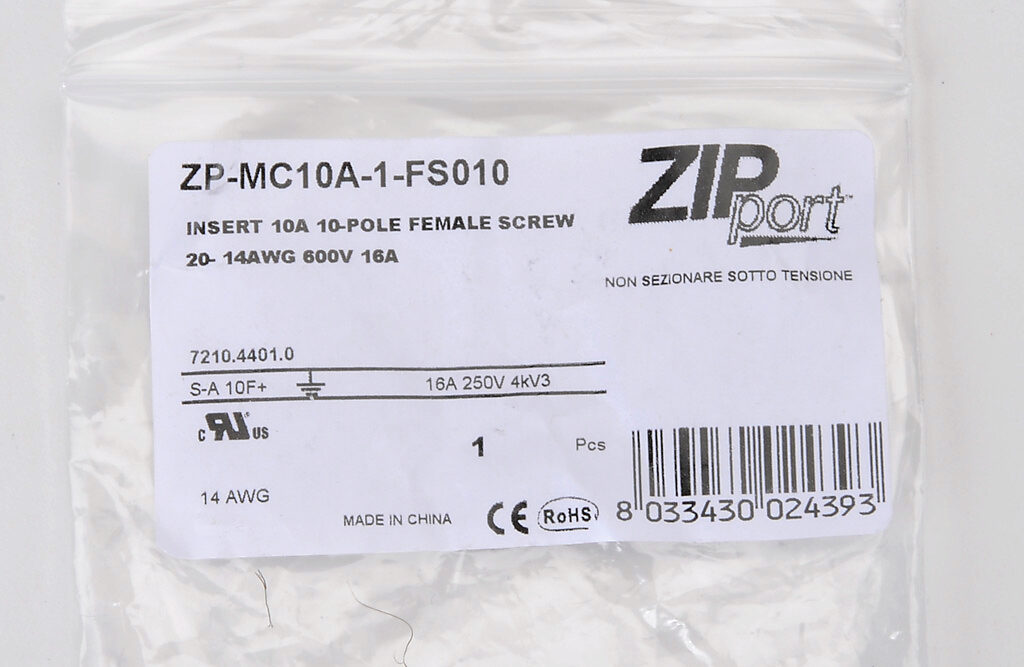 ZP-MC10A-1-FS010
ZIP
port™
INSERT 10A 10-POLE FEMALE SCREW
20- 14AWG 600V 16A
NON SEZIONARE SOTTO TENSIONE
7210.4401.0
S-A 10F+ ⏚ 16A 250V 4kV3
c RU® US
1 Pcs
14 AWG
MADE IN CHINA CE RoHS
8 033430 024393